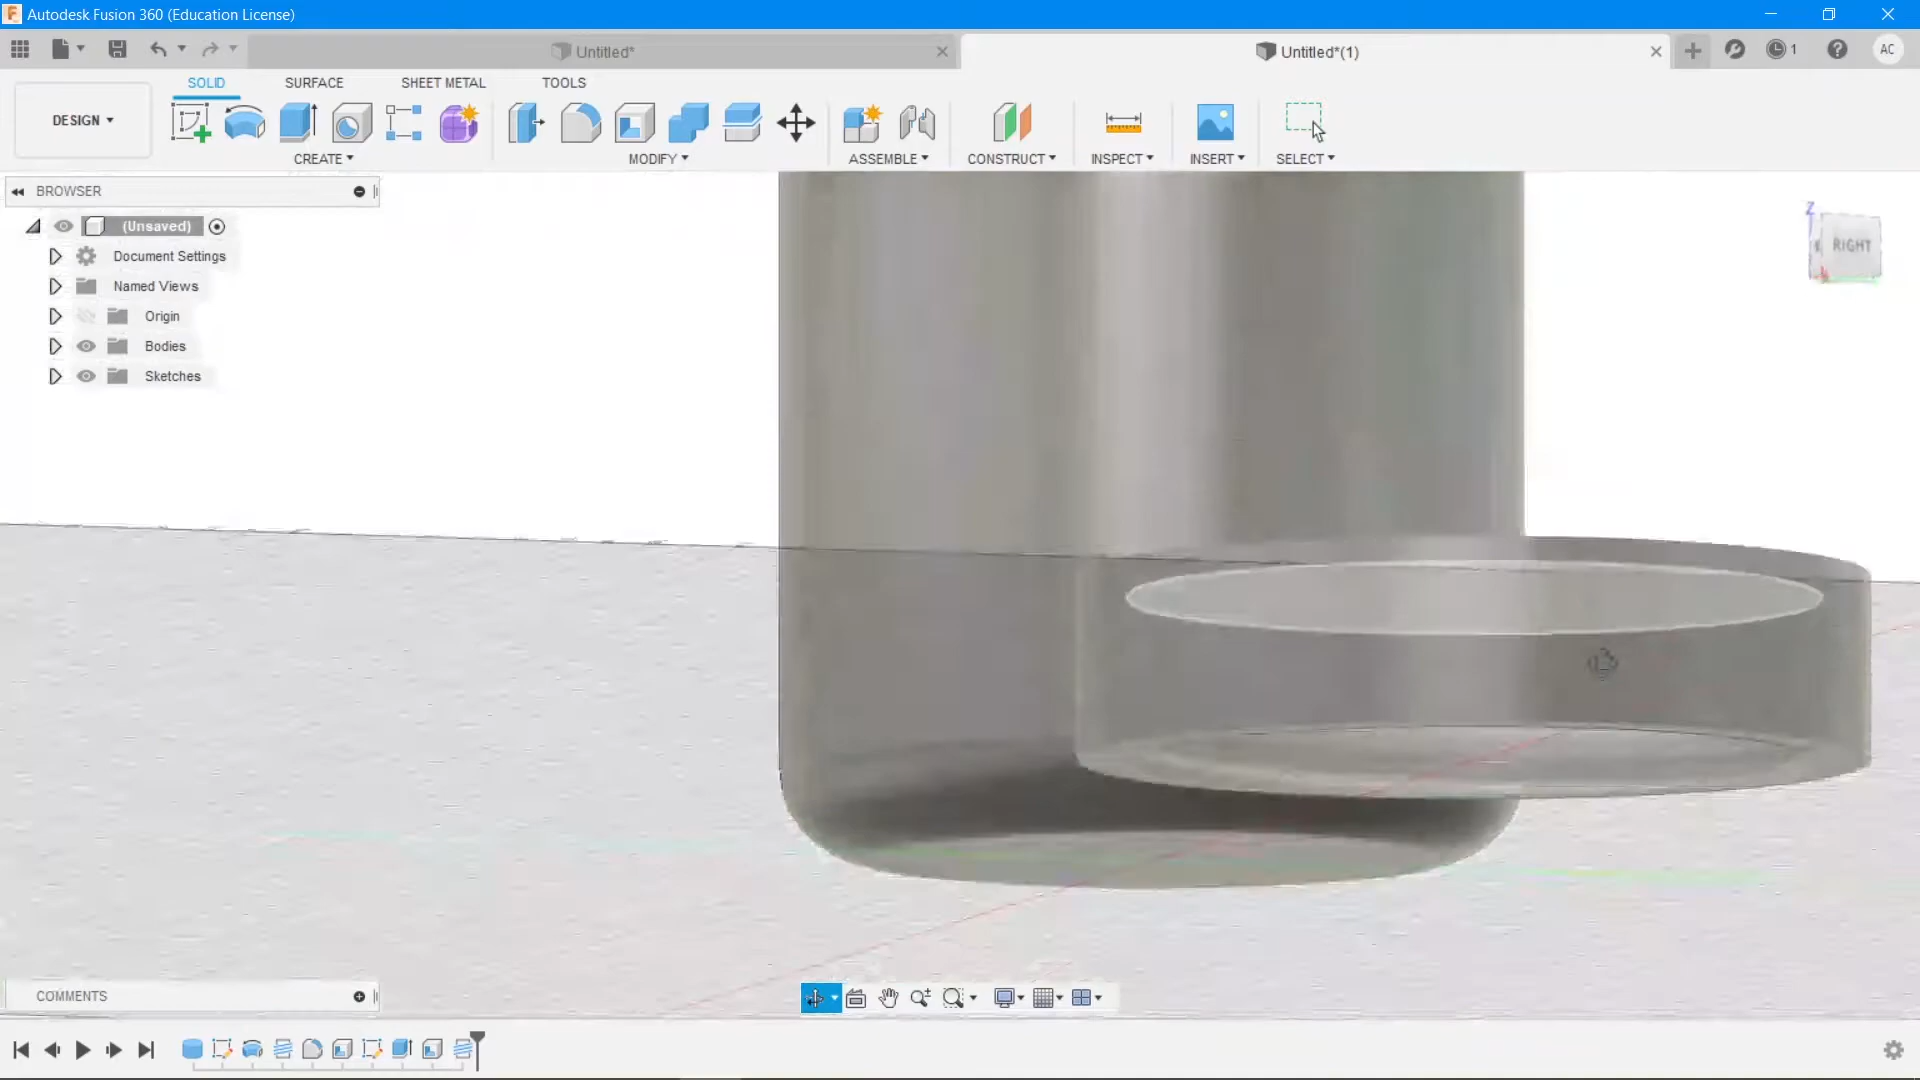 Autodesk Fusion 360 (Education License)
Untitled*
Untitled*(1)
1
AC
DESIGN
SOLID
SURFACE
SHEET METAL
TOOLS
CREATE
MODIFY
ASSEMBLE
CONSTRUCT
INSPECT
INSERT
SELECT
BROWSER
(Unsaved)
Document Settings
Named Views
Origin
Bodies
Sketches
Z
RIGHT
COMMENTS